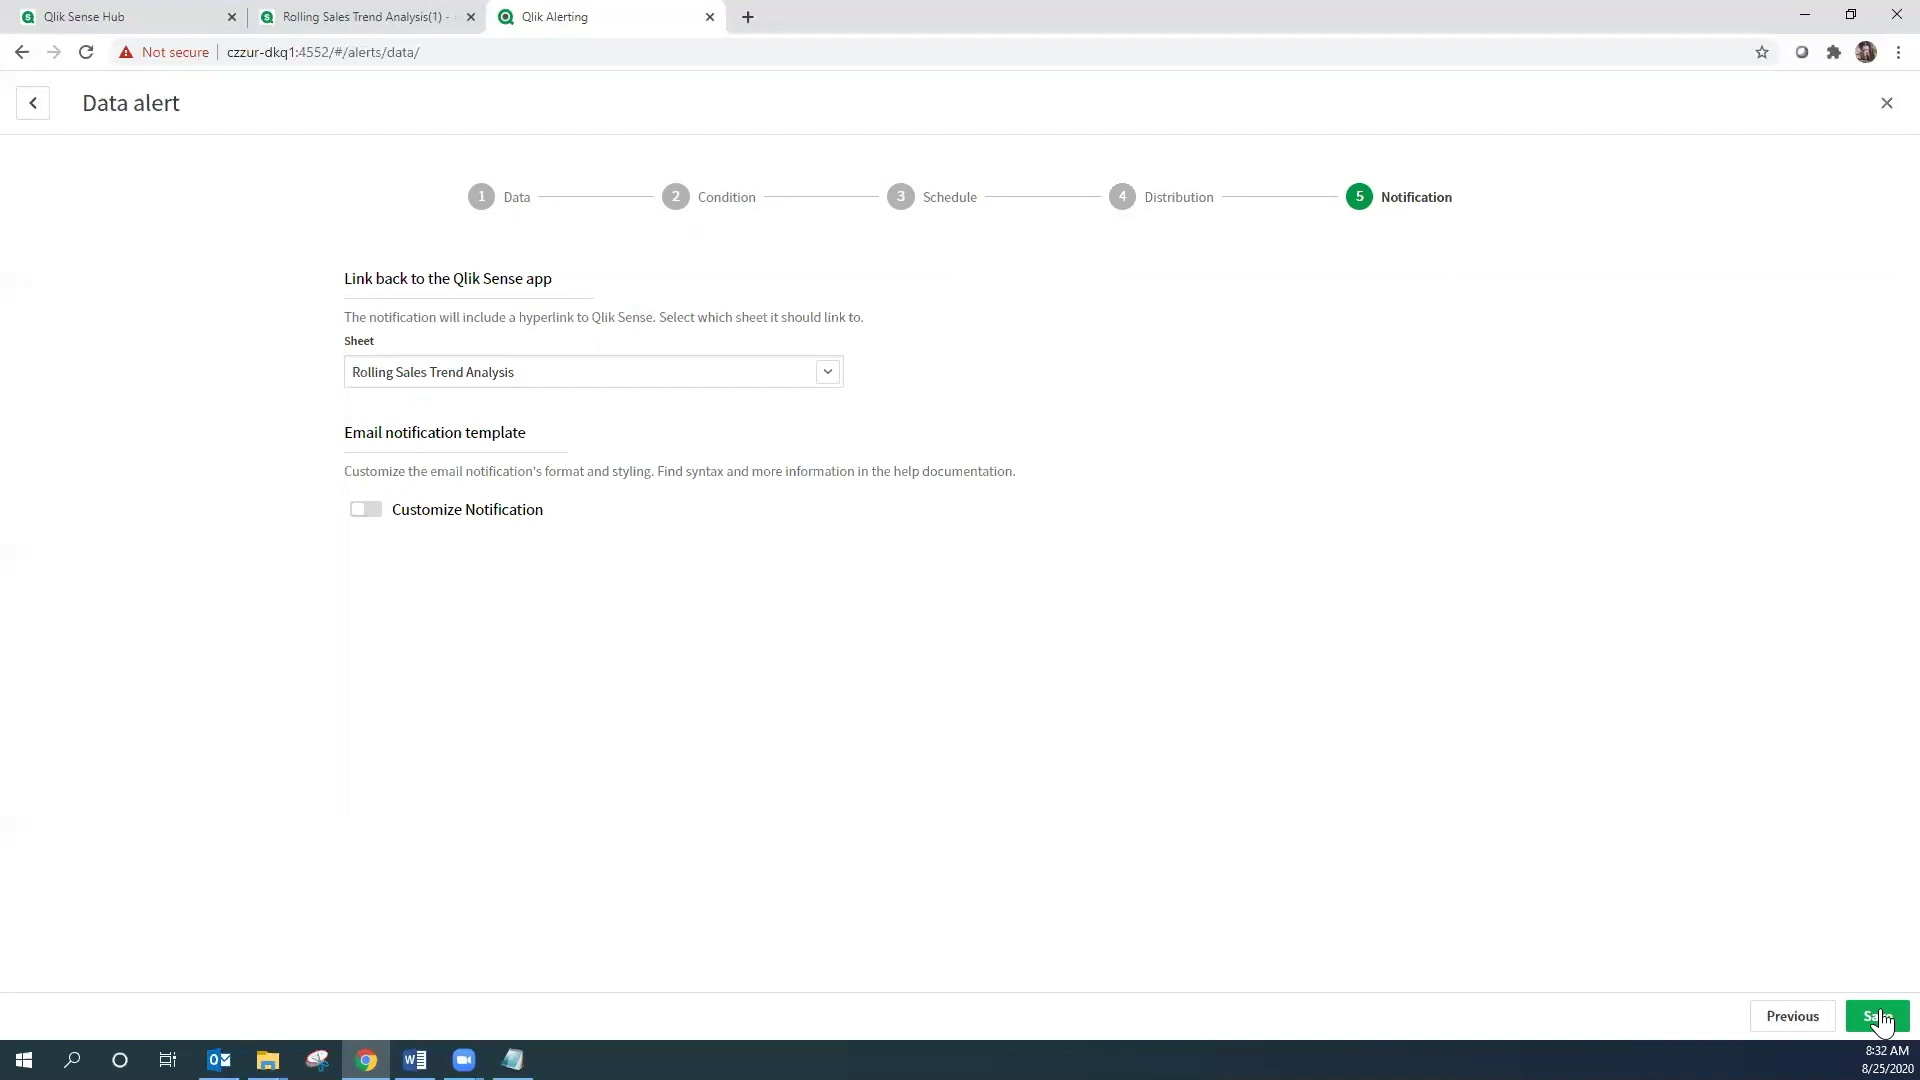 Qlik Sense Hub
Rolling Sales Trend Analysis(1) -
Qlik Alerting
Not secure
czzur-dkq1:4552/#/alerts/data/
Data alert
1 Data
2 Condition
3 Schedule
4 Distribution
5 Notification
Link back to the Qlik Sense app
The notification will include a hyperlink to Qlik Sense. Select which sheet it should link to.
Sheet
Rolling Sales Trend Analysis
Email notification template
Customize the email notification's format and styling. Find syntax and more information in the help documentation.
Customize Notification
Previous
8:32 AM
8/25/2020